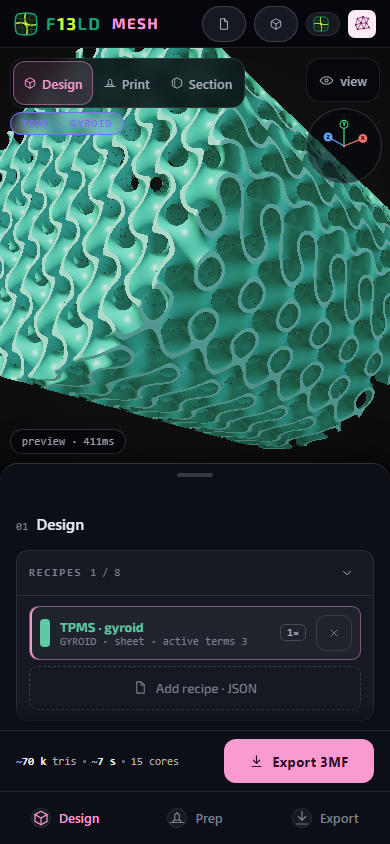 F13LD MESH
Design Print Section view
TPMS · GYROID
Y
Z X
preview · 411ms
01 Design
RECIPES 1 / 8
TPMS · gyroid
GYROID · sheet · active terms 3
1×
Add recipe · JSON
~70 k tris • ~7 s • 15 cores
Export 3MF
Design Prep Export